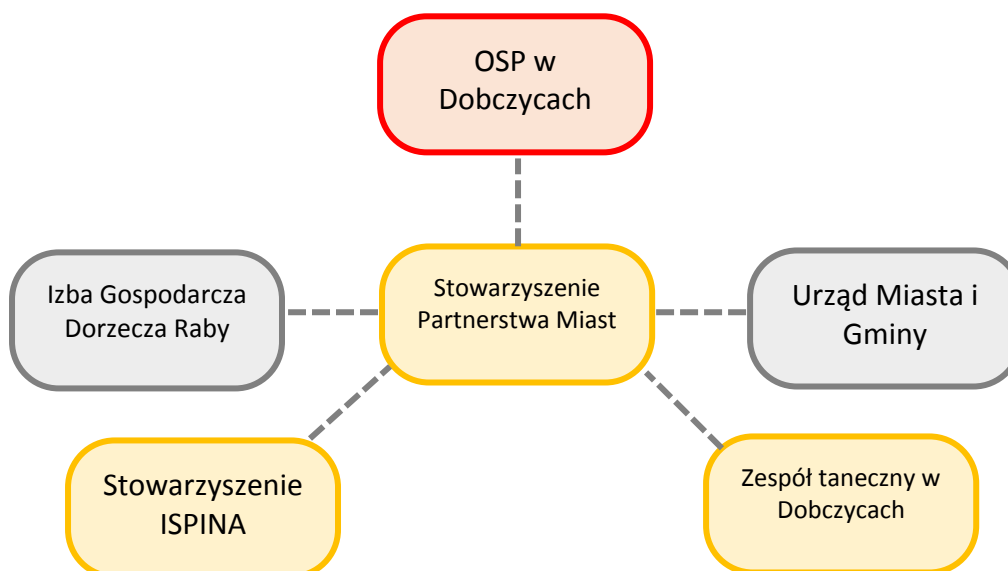 OSP w
Dobczycach
Izba Gospodarcza
Dorzecza Raby
Stowarzyszenie
Partnerstwa Miast
Urząd Miasta i
Gminy
Stowarzyszenie
ISPINA
Zespół taneczny w
Dobczycach